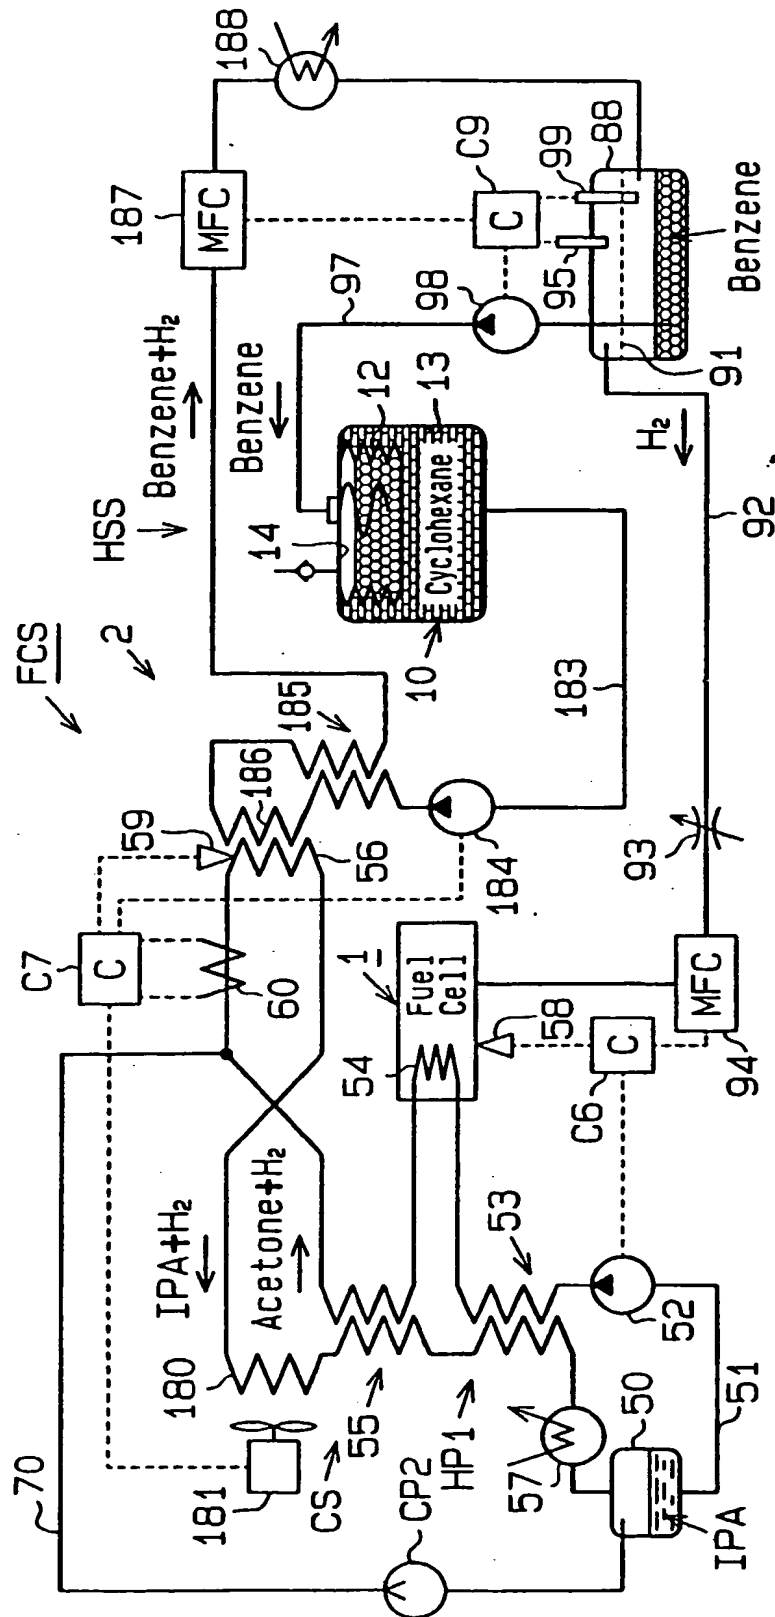 FCS
2
HSS
Benzene+H₂
187
MFC
188
C7
C
59
186
185
60
56
184
Benzene
97
C9
C
98
95
99
88
Benzene
91
14
12
13
Cyclohexane
10
183
H₂
92
93
MFC
94
70
IPA+H₂
Acetone+H₂
180
181
CS
55
54
1
Fuel
Cell
58
C
C6
53
HP1
52
CP2
57
50
51
IPA